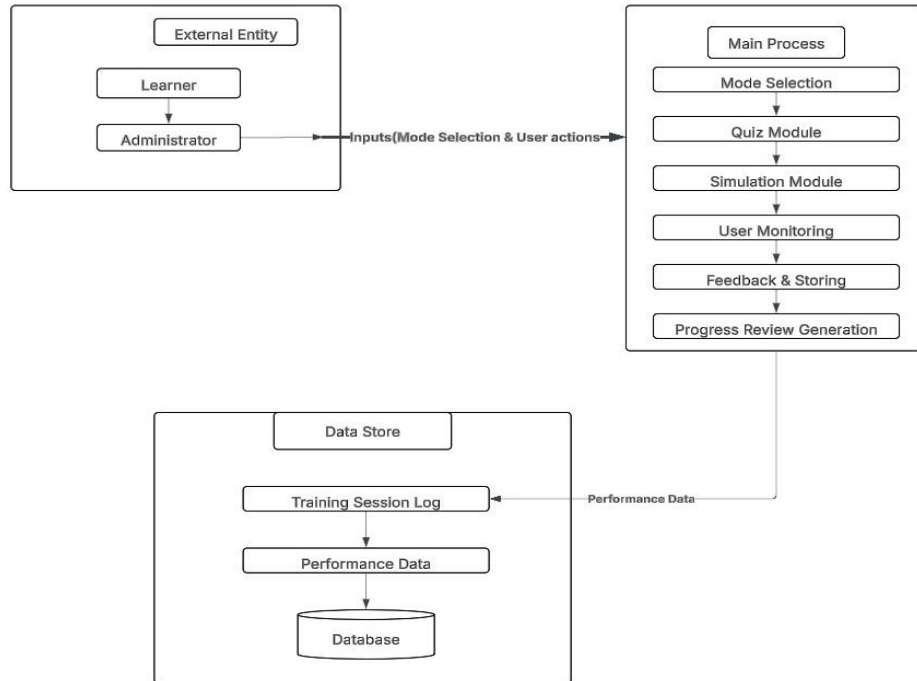 External Entity
Learner
Administrator
Inputs(Mode Selection & User actions
Main Process
Mode Selection
Quiz Module
Simulation Module
User Monitoring
Feedback & Storing
Progress Review Generation
Performance Data
Data Store
Training Session Log
Performance Data
Database